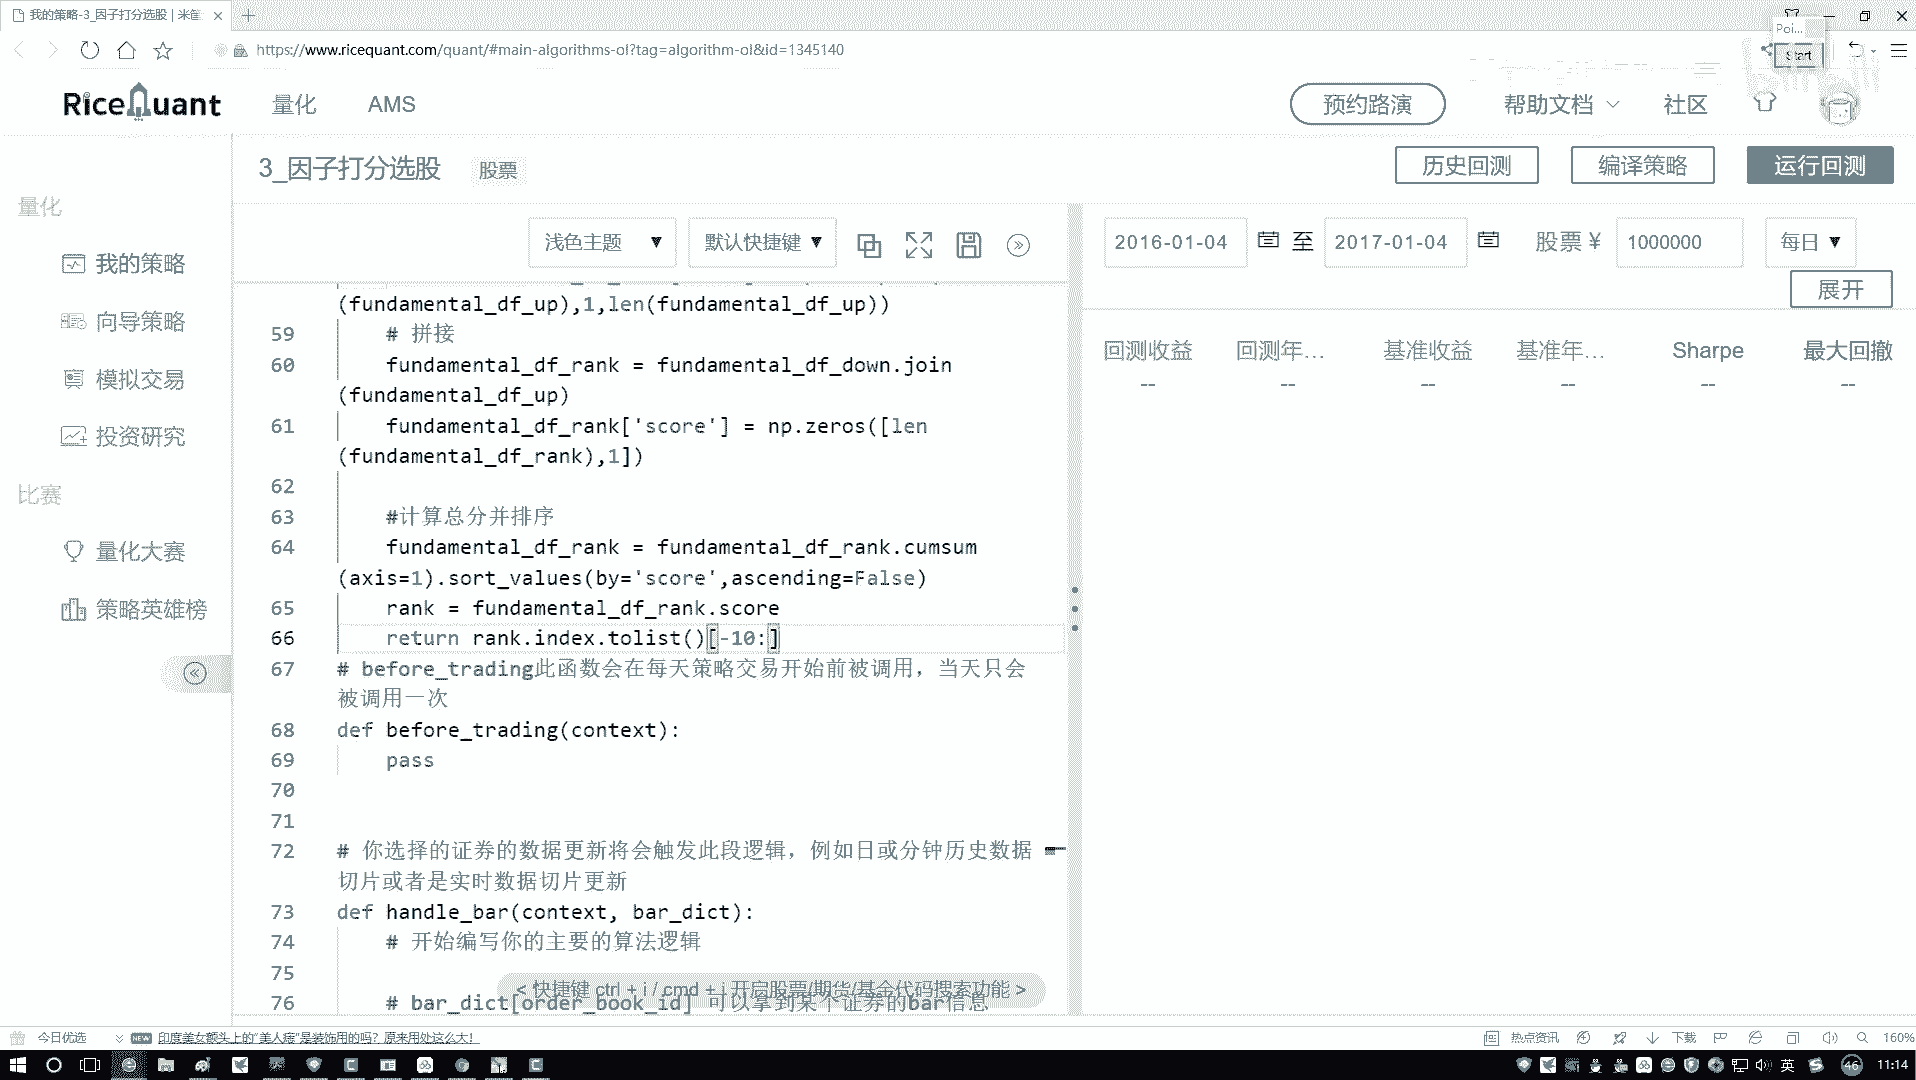 我的策略-3_因子打分选股 | 米筐
https://www.ricequant.com/quant/#main-algorithms-ol?tag=algorithm-ol&id=1345140
Poi...
Start
RiceQuant
量化
AMS
预约路演
帮助文档
社区
3_因子打分选股
股票
历史回测
编译策略
运行回测
量化
我的策略
向导策略
模拟交易
投资研究
比赛
量化大赛
策略英雄榜
浅色主题 ▼
默认快捷键 ▼
2016-01-04
至
2017-01-04
股票 ¥
1000000
每日 ▼
展开
回测收益
回测年...
基准收益
基准年...
Sharpe
最大回撤
--
--
--
--
--
--
(fundamental_df_up),1,len(fundamental_df_up))
59 # 拼接
60 fundamental_df_rank = fundamental_df_down.join
(fundamental_df_up)
61 fundamental_df_rank['score'] = np.zeros([len
(fundamental_df_rank),1])
62
63 #计算总分并排序
64 fundamental_df_rank = fundamental_df_rank.cumsum
(axis=1).sort_values(by='score',ascending=False)
65 rank = fundamental_df_rank.score
66 return rank.index.tolist()[-10:]
67 # before_trading此函数会在每天策略交易开始前被调用，当天只会
被调用一次
68 def before_trading(context):
69 pass
70
71
72 # 你选择的证券的数据更新将会触发此段逻辑，例如日或分钟历史数据
切片或者是实时数据切片更新
73 def handle_bar(context, bar_dict):
74 # 开始编写你的主要的算法逻辑
75
< 快捷键 ctrl + i / cmd + i 开启股票/期货/基金代码搜索功能 >
76 # bar_dict[order_book_id] 可以拿到某个证券的bar信息
今日优选
NEW
印度美女额头上的“美人痣”是装饰用的吗？原来用处这么大！
热点资讯
下载
160%
英
46
11:14